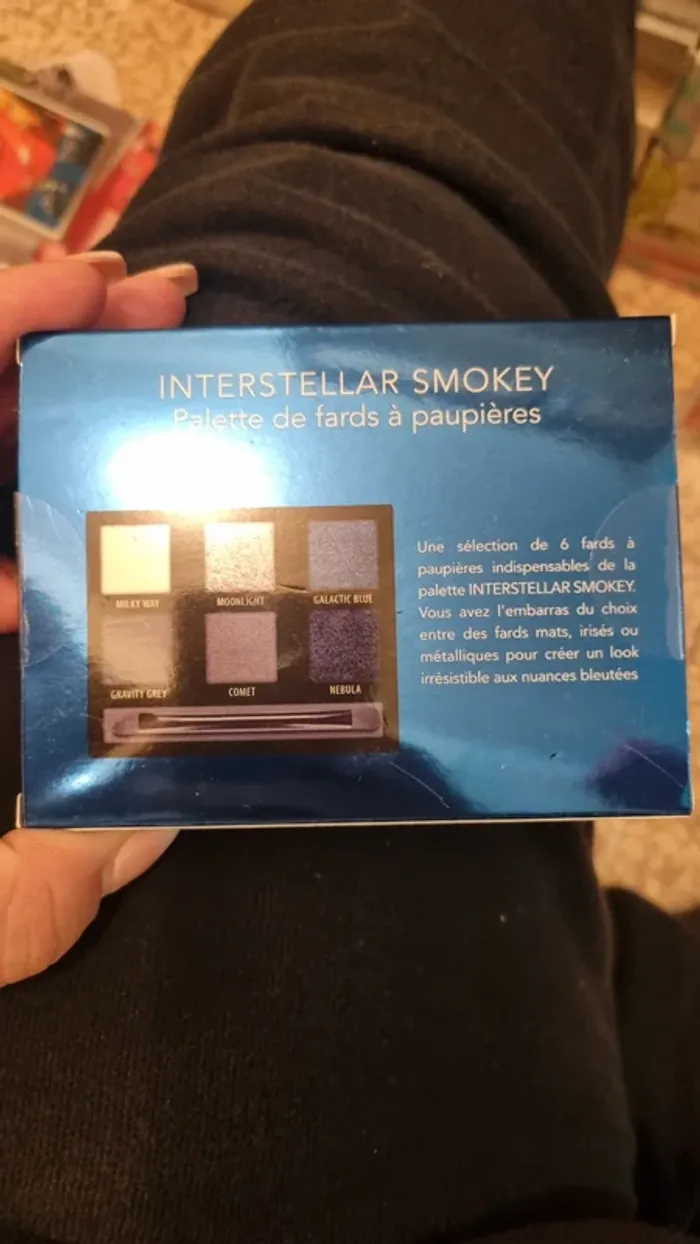 INTERSTELLAR SMOKEY
Palette de fards à paupières
MILKY WAY
MOONLIGHT
GALACTIC BLUE
GRAVITY GREY
COMET
NEBULA
Une sélection de 6 fards à
paupières indispensables de la
palette INTERSTELLAR SMOKEY.
Vous avez l'embarras du choix
entre des fards mats, irisés ou
métalliques pour créer un look
irrésistible aux nuances bleutées